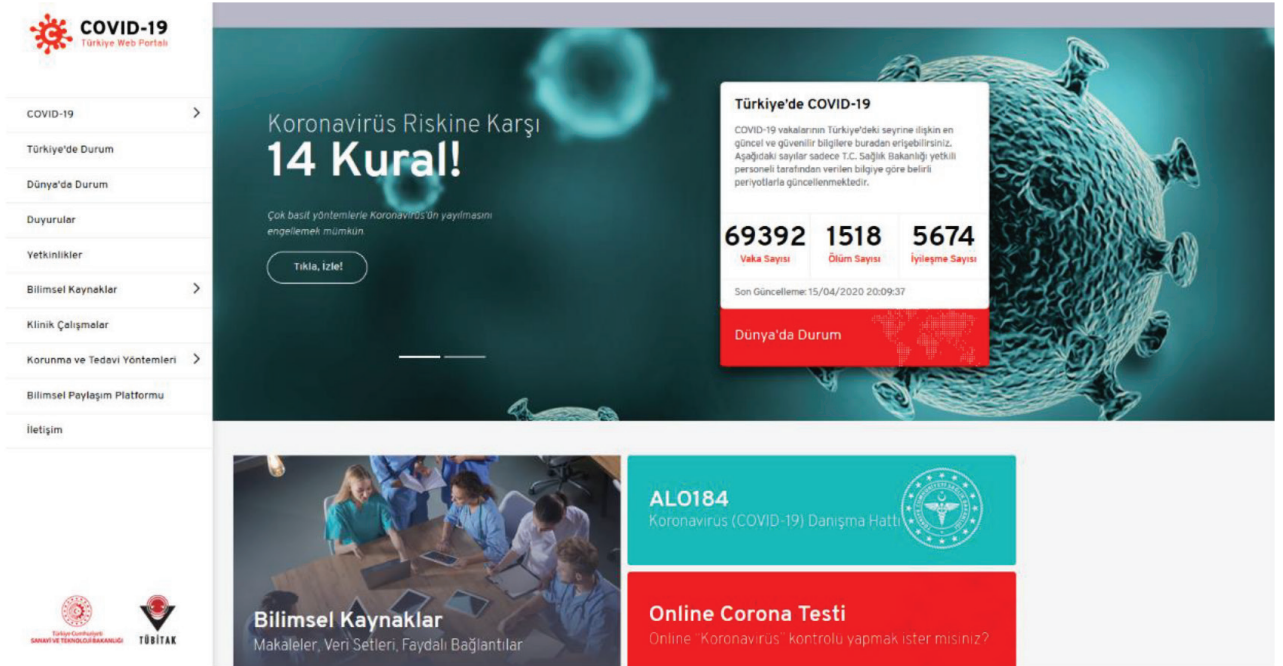 COVID-19
Türkiye Web Portalı
COVID-19
Türkiye'de Durum
Dünya'da Durum
Duyurular
Yetkinlikler
Bilimsel Kaynaklar
Klinik Çalışmalar
Korunma ve Tedavi Yöntemleri
Bilimsel Paylaşım Platformu
İletişim
Türkiye Cumhuriyeti
SANAYİ VE TEKNOLOJİ BAKANLIĞI
TÜBİTAK
Koronavirüs Riskine Karşı
14 Kural!
Çok basit yöntemlerle Koronavirüs'ün yayılmasını
engellemek mümkün.
Tıkla, İzle!
Türkiye'de COVID-19
COVID-19 vakalarının Türkiye'deki seyrine ilişkin en
güncel ve güvenilir bilgilere buradan erişebilirsiniz.
Aşağıdaki sayılar sadece T.C. Sağlık Bakanlığı yetkili
personeli tarafından verilen bilgiye göre belirli
periyotlarla güncellenmektedir.
69392 1518 5674
Vaka Sayısı Ölüm Sayısı İyileşme Sayısı
Son Güncelleme: 15/04/2020 20:09:37
Dünya'da Durum
Bilimsel Kaynaklar
Makaleler, Veri Setleri, Faydalı Bağlantılar
ALO184
Koronavirüs (COVID-19) Danışma Hattı
Online Corona Testi
Online "Koronavirüs" kontrolü yapmak ister misiniz?